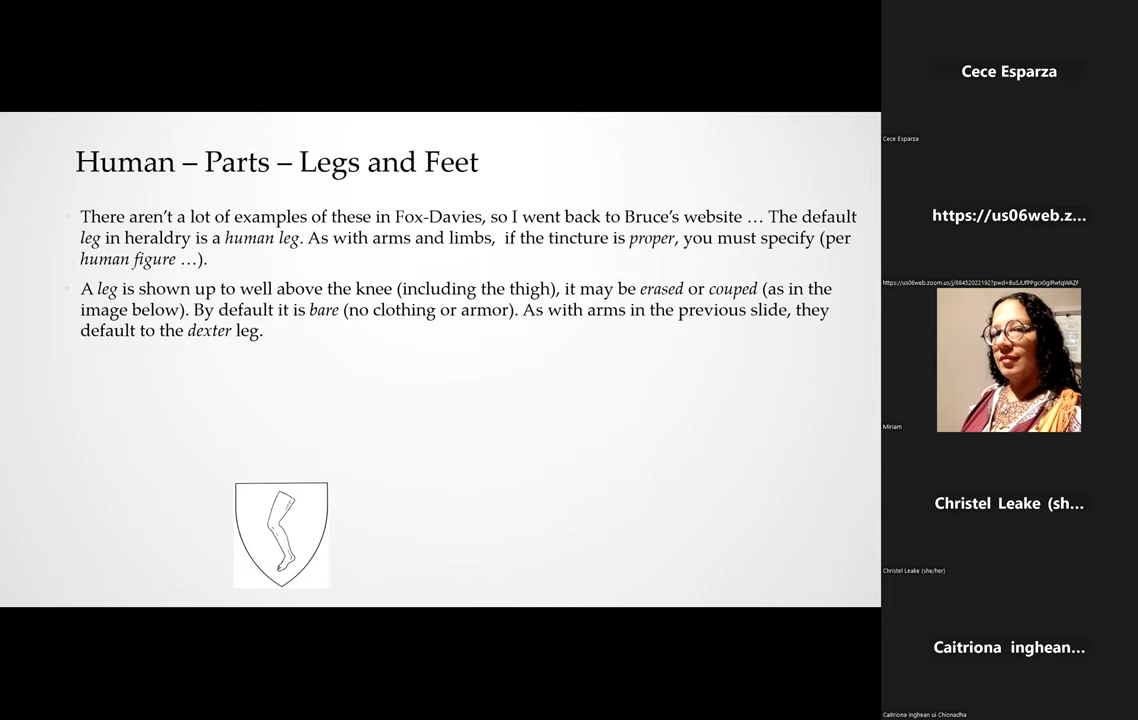 Human – Parts – Legs and Feet
There aren't a lot of examples of these in Fox-Davies, so I went back to Bruce's website … The default
leg in heraldry is a human leg. As with arms and limbs, if the tincture is proper, you must specify (per
human figure …).
A leg is shown up to well above the knee (including the thigh), it may be erased or couped (as in the
image below). By default it is bare (no clothing or armor). As with arms in the previous slide, they
default to the dexter leg.
Cece Esparza
Cece Esparza
https://us06web.z...
Miriam
Christel Leake (sh...
Christel Leake (she/her)
Caitriona inghean...
Caitriona inghean ui Chionadha